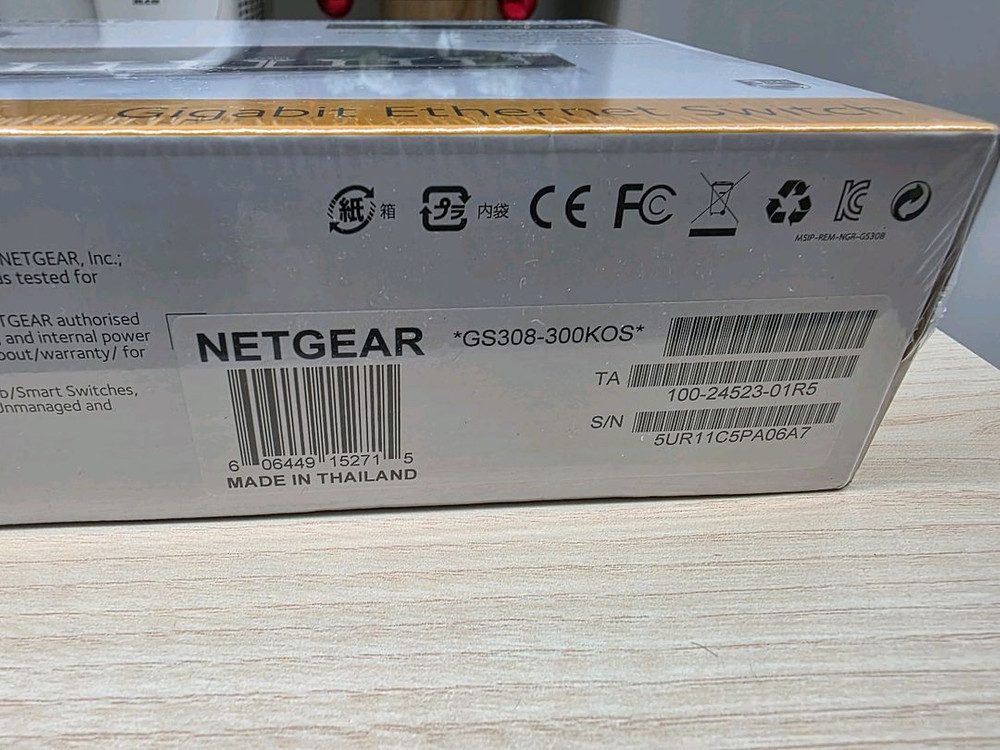 Gigabit Ethernet Switch
紙 箱
プラ 内袋
CE FC
MSIP-REM-NGR-GS308
NETGEAR, Inc.;
as tested for
TGEAR authorised
, and internal power
bout/warranty/ for
b/Smart Switches,
Unmanaged and
NETGEAR
*GS308-300KOS*
TA
100-24523-01R5
S/N
5UR11C5PA06A7
6 06449 15271 5
MADE IN THAILAND